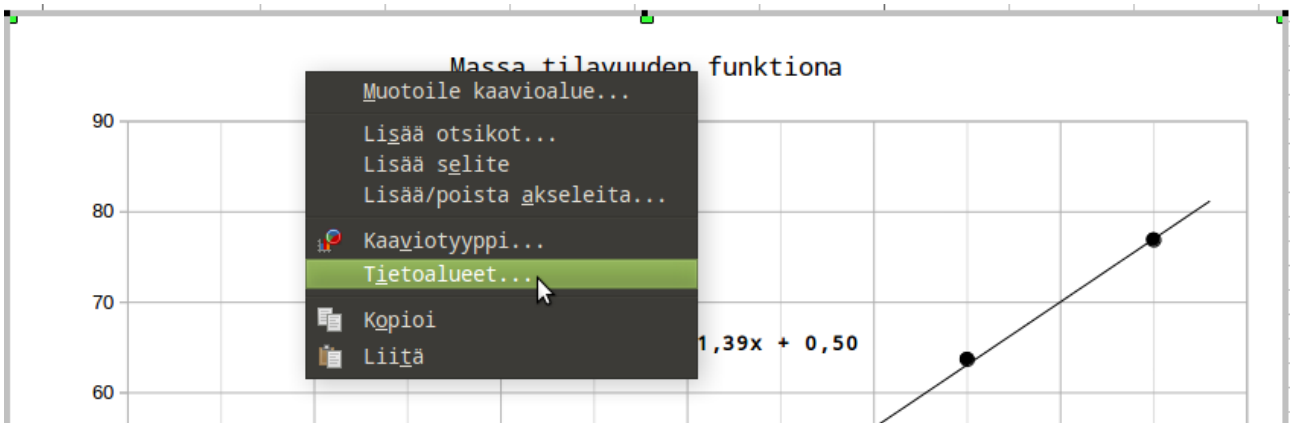 Massa tilavuuden funktiona
Muotoile kaavioalue...
90
Lisää otsikot...
Lisää selite
Lisää/poista akseleita...
80
Kaaviotyyppi...
Tietoalueet...
70
Kopioi
1,39x + 0,50
Liitä
60